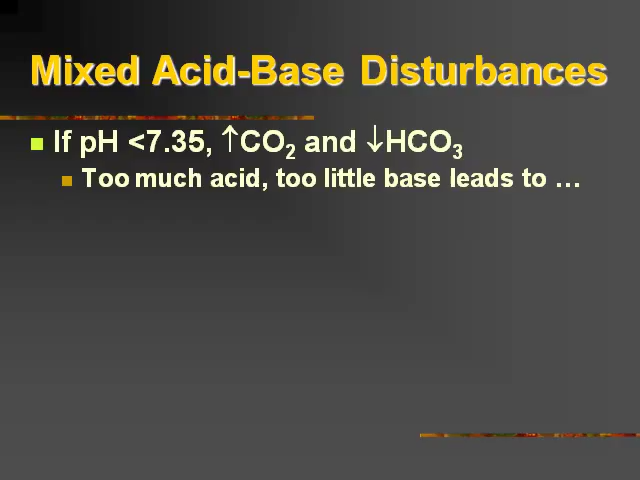 Mixed Acid-Base Disturbances
If pH <7.35, ↑CO₂ and ↓HCO₃
Too much acid, too little base leads to …